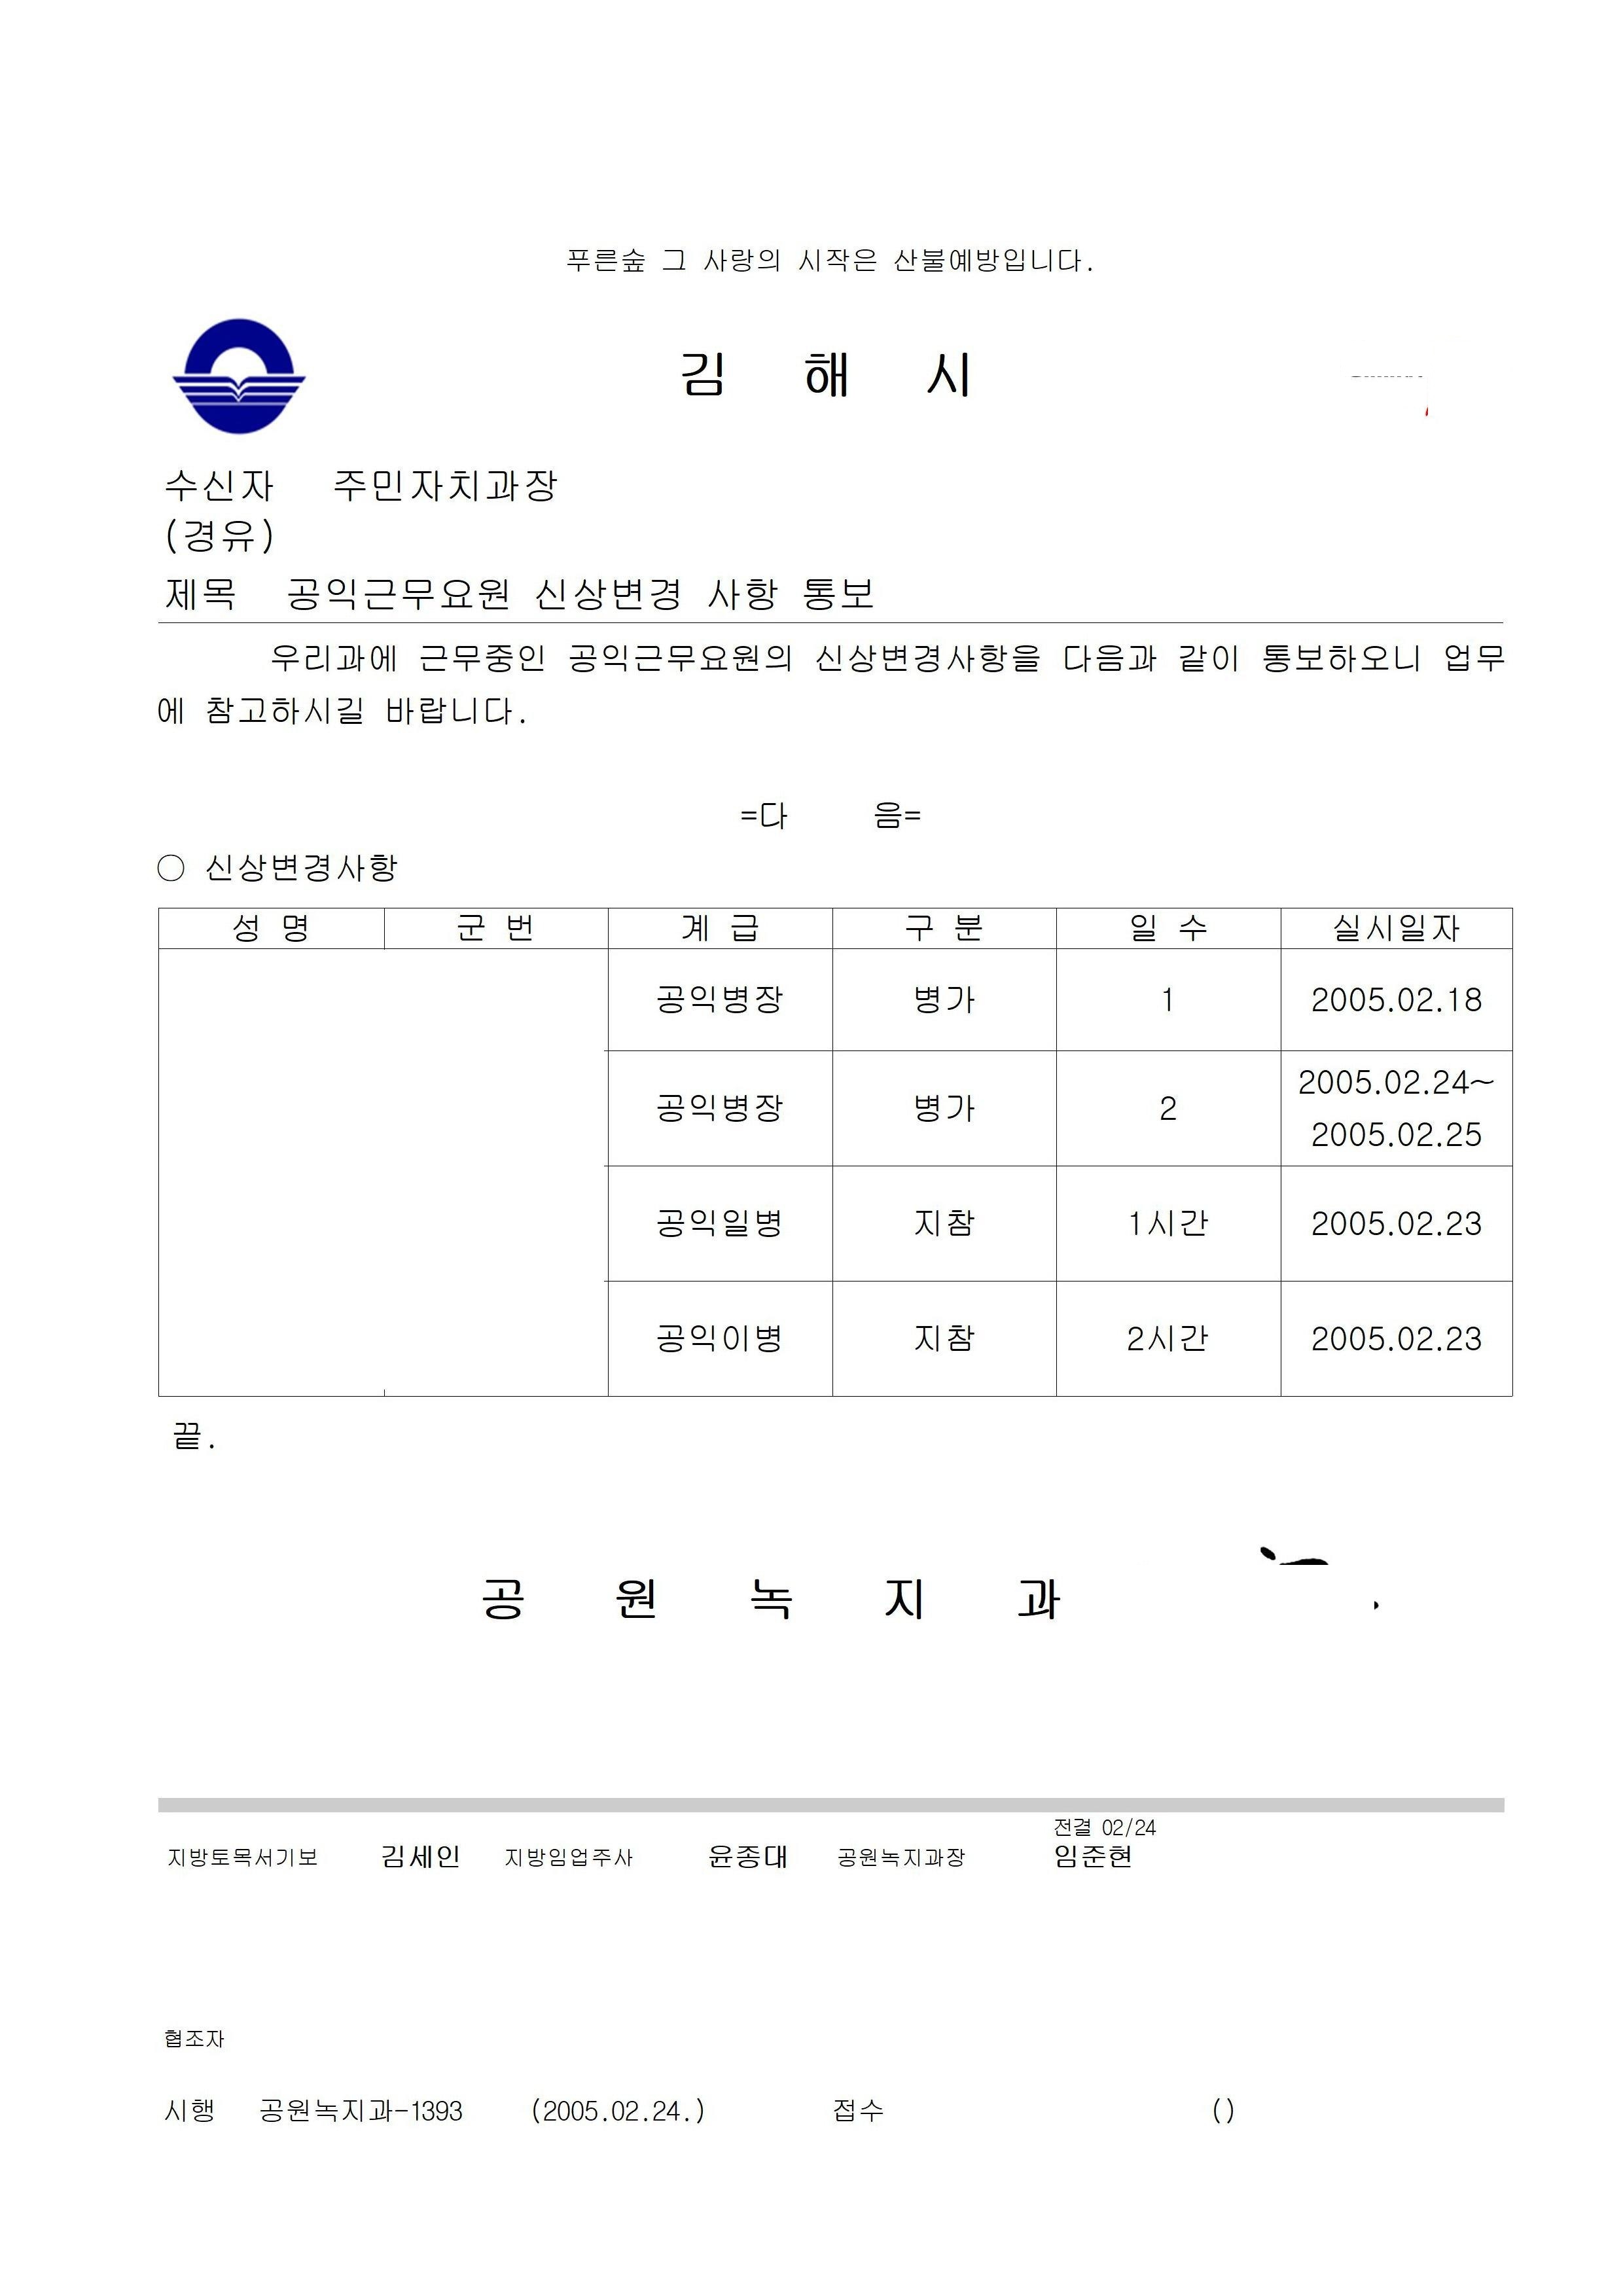 푸른숲 그 사랑의 시작은 산불예방입니다.
김 해 시
수신자 주민자치과장
(경유)
제목 공익근무요원 신상변경 사항 통보
우리과에 근무중인 공익근무요원의 신상변경사항을 다음과 같이 통보하오니 업무
에 참고하시길 바랍니다.
=다 음=
○ 신상변경사항
성 명 군 번 계 급 구 분 일 수 실시일자
공익병장 병가 1 2005.02.18
공익병장 병가 2 2005.02.24~
2005.02.25
공익일병 지참 1시간 2005.02.23
공익이병 지참 2시간 2005.02.23
끝.
공 원 녹 지 과
전결 02/24
지방토목서기보 김세인 지방임업주사 윤종대 공원녹지과장 임준현
협조자
시행 공원녹지과-1393 (2005.02.24.) 접수 ()